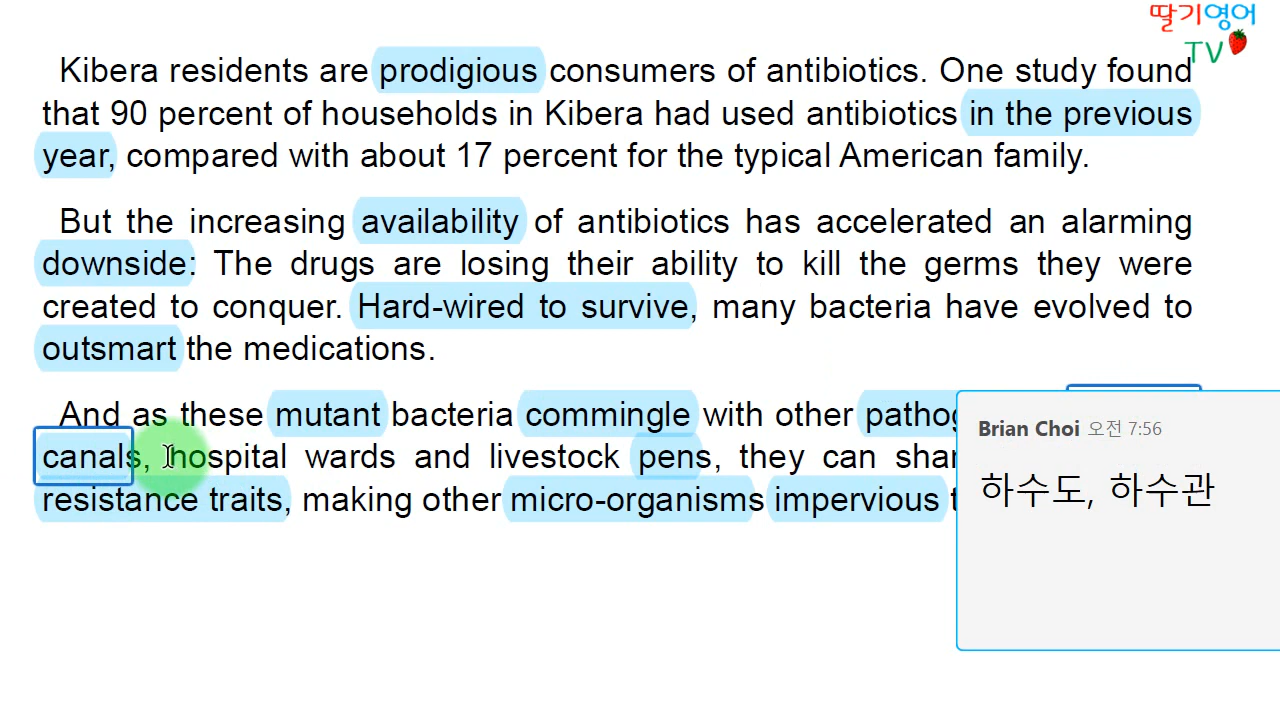 딸기영어
TV
Kibera residents are prodigious consumers of antibiotics. One study found
that 90 percent of households in Kibera had used antibiotics in the previous
year, compared with about 17 percent for the typical American family.
But the increasing availability of antibiotics has accelerated an alarming
downside: The drugs are losing their ability to kill the germs they were
created to conquer. Hard-wired to survive, many bacteria have evolved to
outsmart the medications.
And as these mutant bacteria commingle with other
canals, hospital wards and livestock pens, they can
resistance traits, making other micro-organisms impervious
Brian Choi 오전 7:56
하수도, 하수관